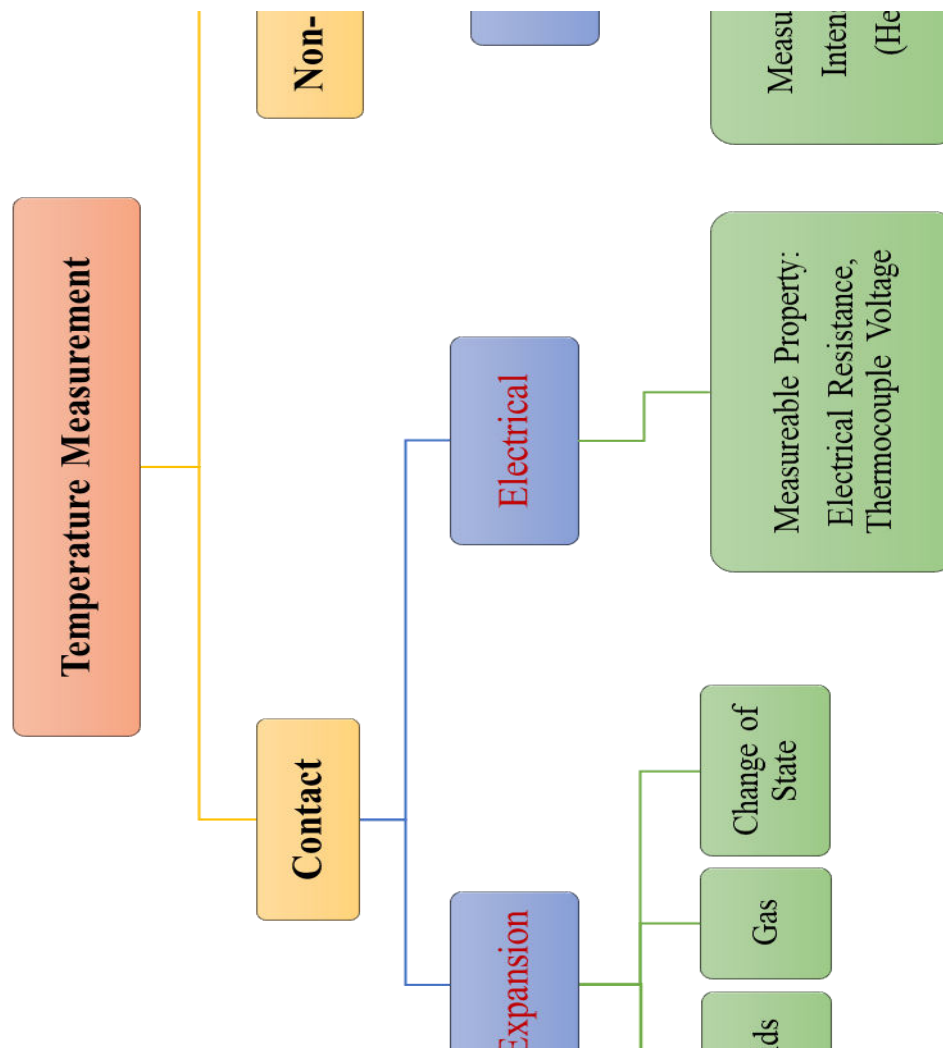 Temperature Measurement
Contact
Non-
Expansion
Electrical
Gas
Change of
State
Measureable Property:
Electrical Resistance,
Thermocouple Voltage